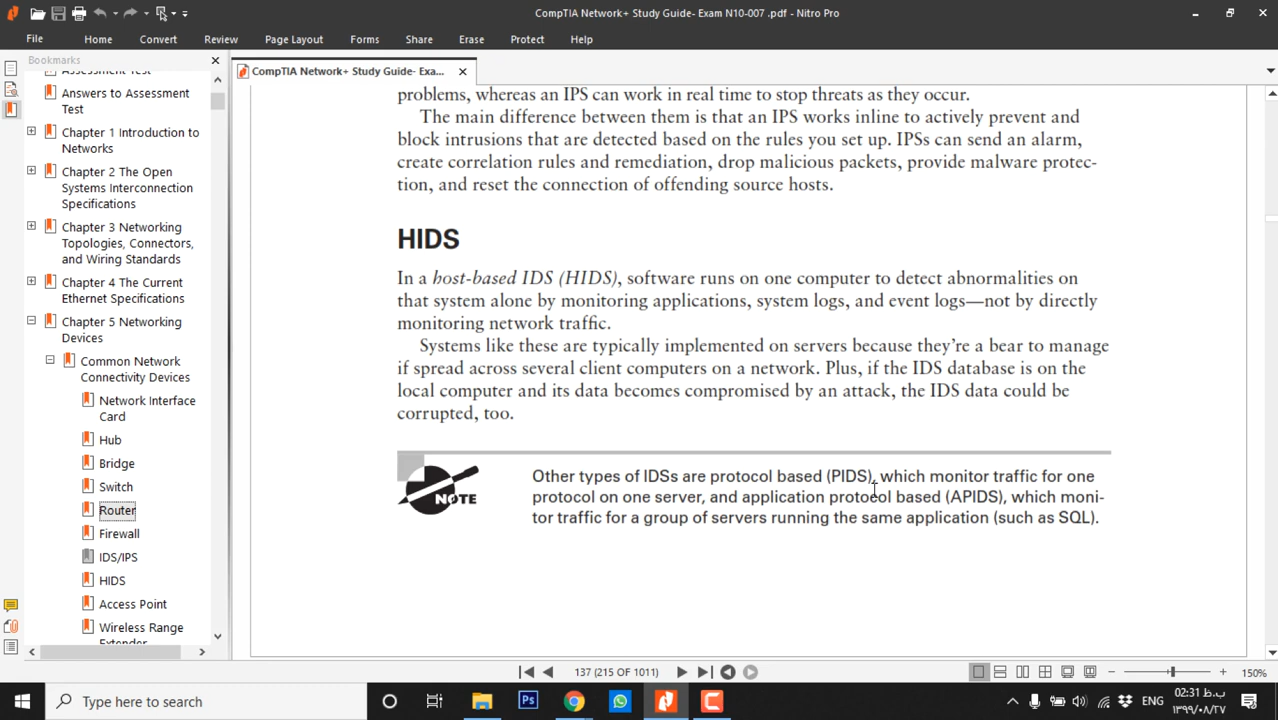 CompTIA Network+ Study Guide- Exam N10-007 .pdf - Nitro Pro
File Home Convert Review Page Layout Forms Share Erase Protect Help
Bookmarks
CompTIA Network+ Study Guide- Exa...
Assessment Test
Answers to Assessment
Test
Chapter 1 Introduction to
Networks
Chapter 2 The Open
Systems Interconnection
Specifications
Chapter 3 Networking
Topologies, Connectors,
and Wiring Standards
Chapter 4 The Current
Ethernet Specifications
Chapter 5 Networking
Devices
Common Network
Connectivity Devices
Network Interface
Card
Hub
Bridge
Switch
Router
Firewall
IDS/IPS
HIDS
Access Point
Wireless Range
Extender
problems, whereas an IPS can work in real time to stop threats as they occur.
The main difference between them is that an IPS works inline to actively prevent and
block intrusions that are detected based on the rules you set up. IPSs can send an alarm,
create correlation rules and remediation, drop malicious packets, provide malware protec-
tion, and reset the connection of offending source hosts.
HIDS
In a host-based IDS (HIDS), software runs on one computer to detect abnormalities on
that system alone by monitoring applications, system logs, and event logs—not by directly
monitoring network traffic.
Systems like these are typically implemented on servers because they're a bear to manage
if spread across several client computers on a network. Plus, if the IDS database is on the
local computer and its data becomes compromised by an attack, the IDS data could be
corrupted, too.
NOTE
Other types of IDSs are protocol based (PIDS), which monitor traffic for one
protocol on one server, and application protocol based (APIDS), which moni-
tor traffic for a group of servers running the same application (such as SQL).
137 (215 OF 1011)
150%
Type here to search
Ps
ENG
02:31 ب.ظ
۱۳۹۹/۰۸/۲۷